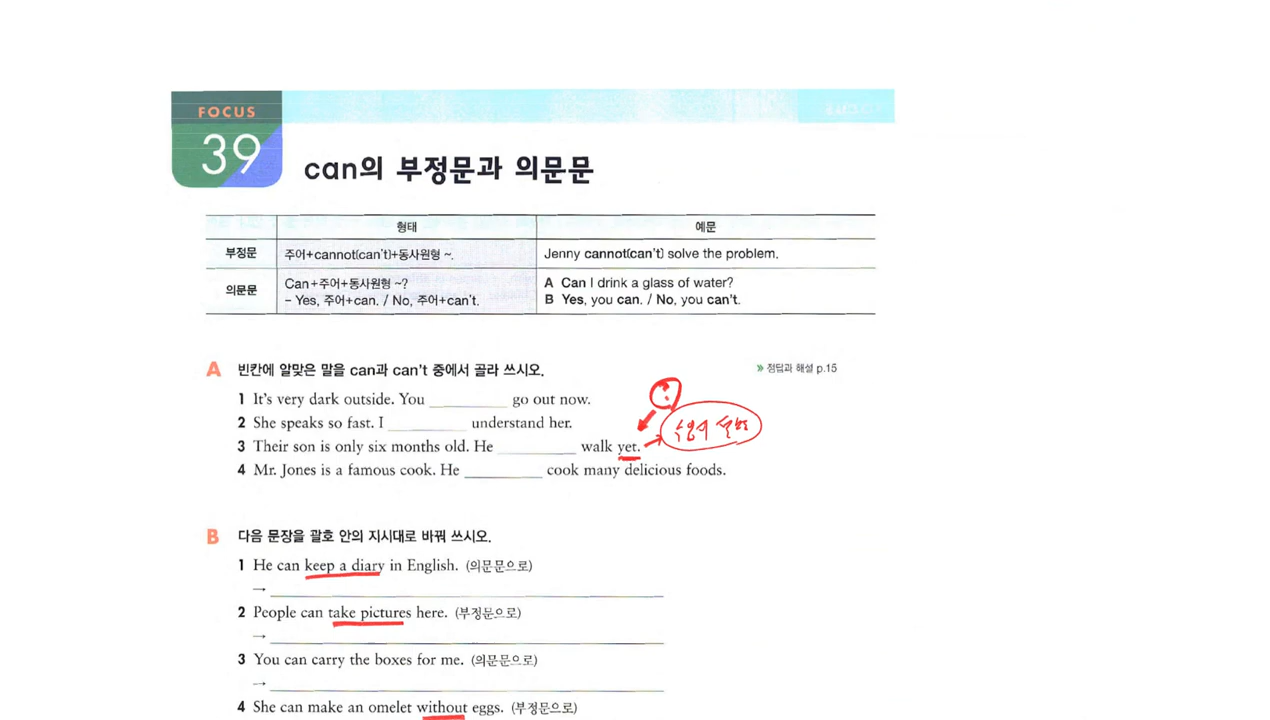 FOCUS
39
can의 부정문과 의문문
형태 예문
부정문 주어+cannot(can't)+동사원형 ~. Jenny cannot(can't) solve the problem.
의문문 Can+주어+동사원형 ~? A Can I drink a glass of water?
– Yes, 주어+can. / No, 주어+can't. B Yes, you can. / No, you can't.
A 빈칸에 알맞은 말을 can과 can't 중에서 골라 쓰시오. » 정답과 해설 p.15
1 It's very dark outside. You ________ go out now.
2 She speaks so fast. I ________ understand her.
3 Their son is only six months old. He ________ walk yet.
4 Mr. Jones is a famous cook. He ________ cook many delicious foods.
B 다음 문장을 괄호 안의 지시대로 바꿔 쓰시오.
1 He can keep a diary in English. (의문문으로)
→
2 People can take pictures here. (부정문으로)
→
3 You can carry the boxes for me. (의문문으로)
→
4 She can make an omelet without eggs. (부정문으로)